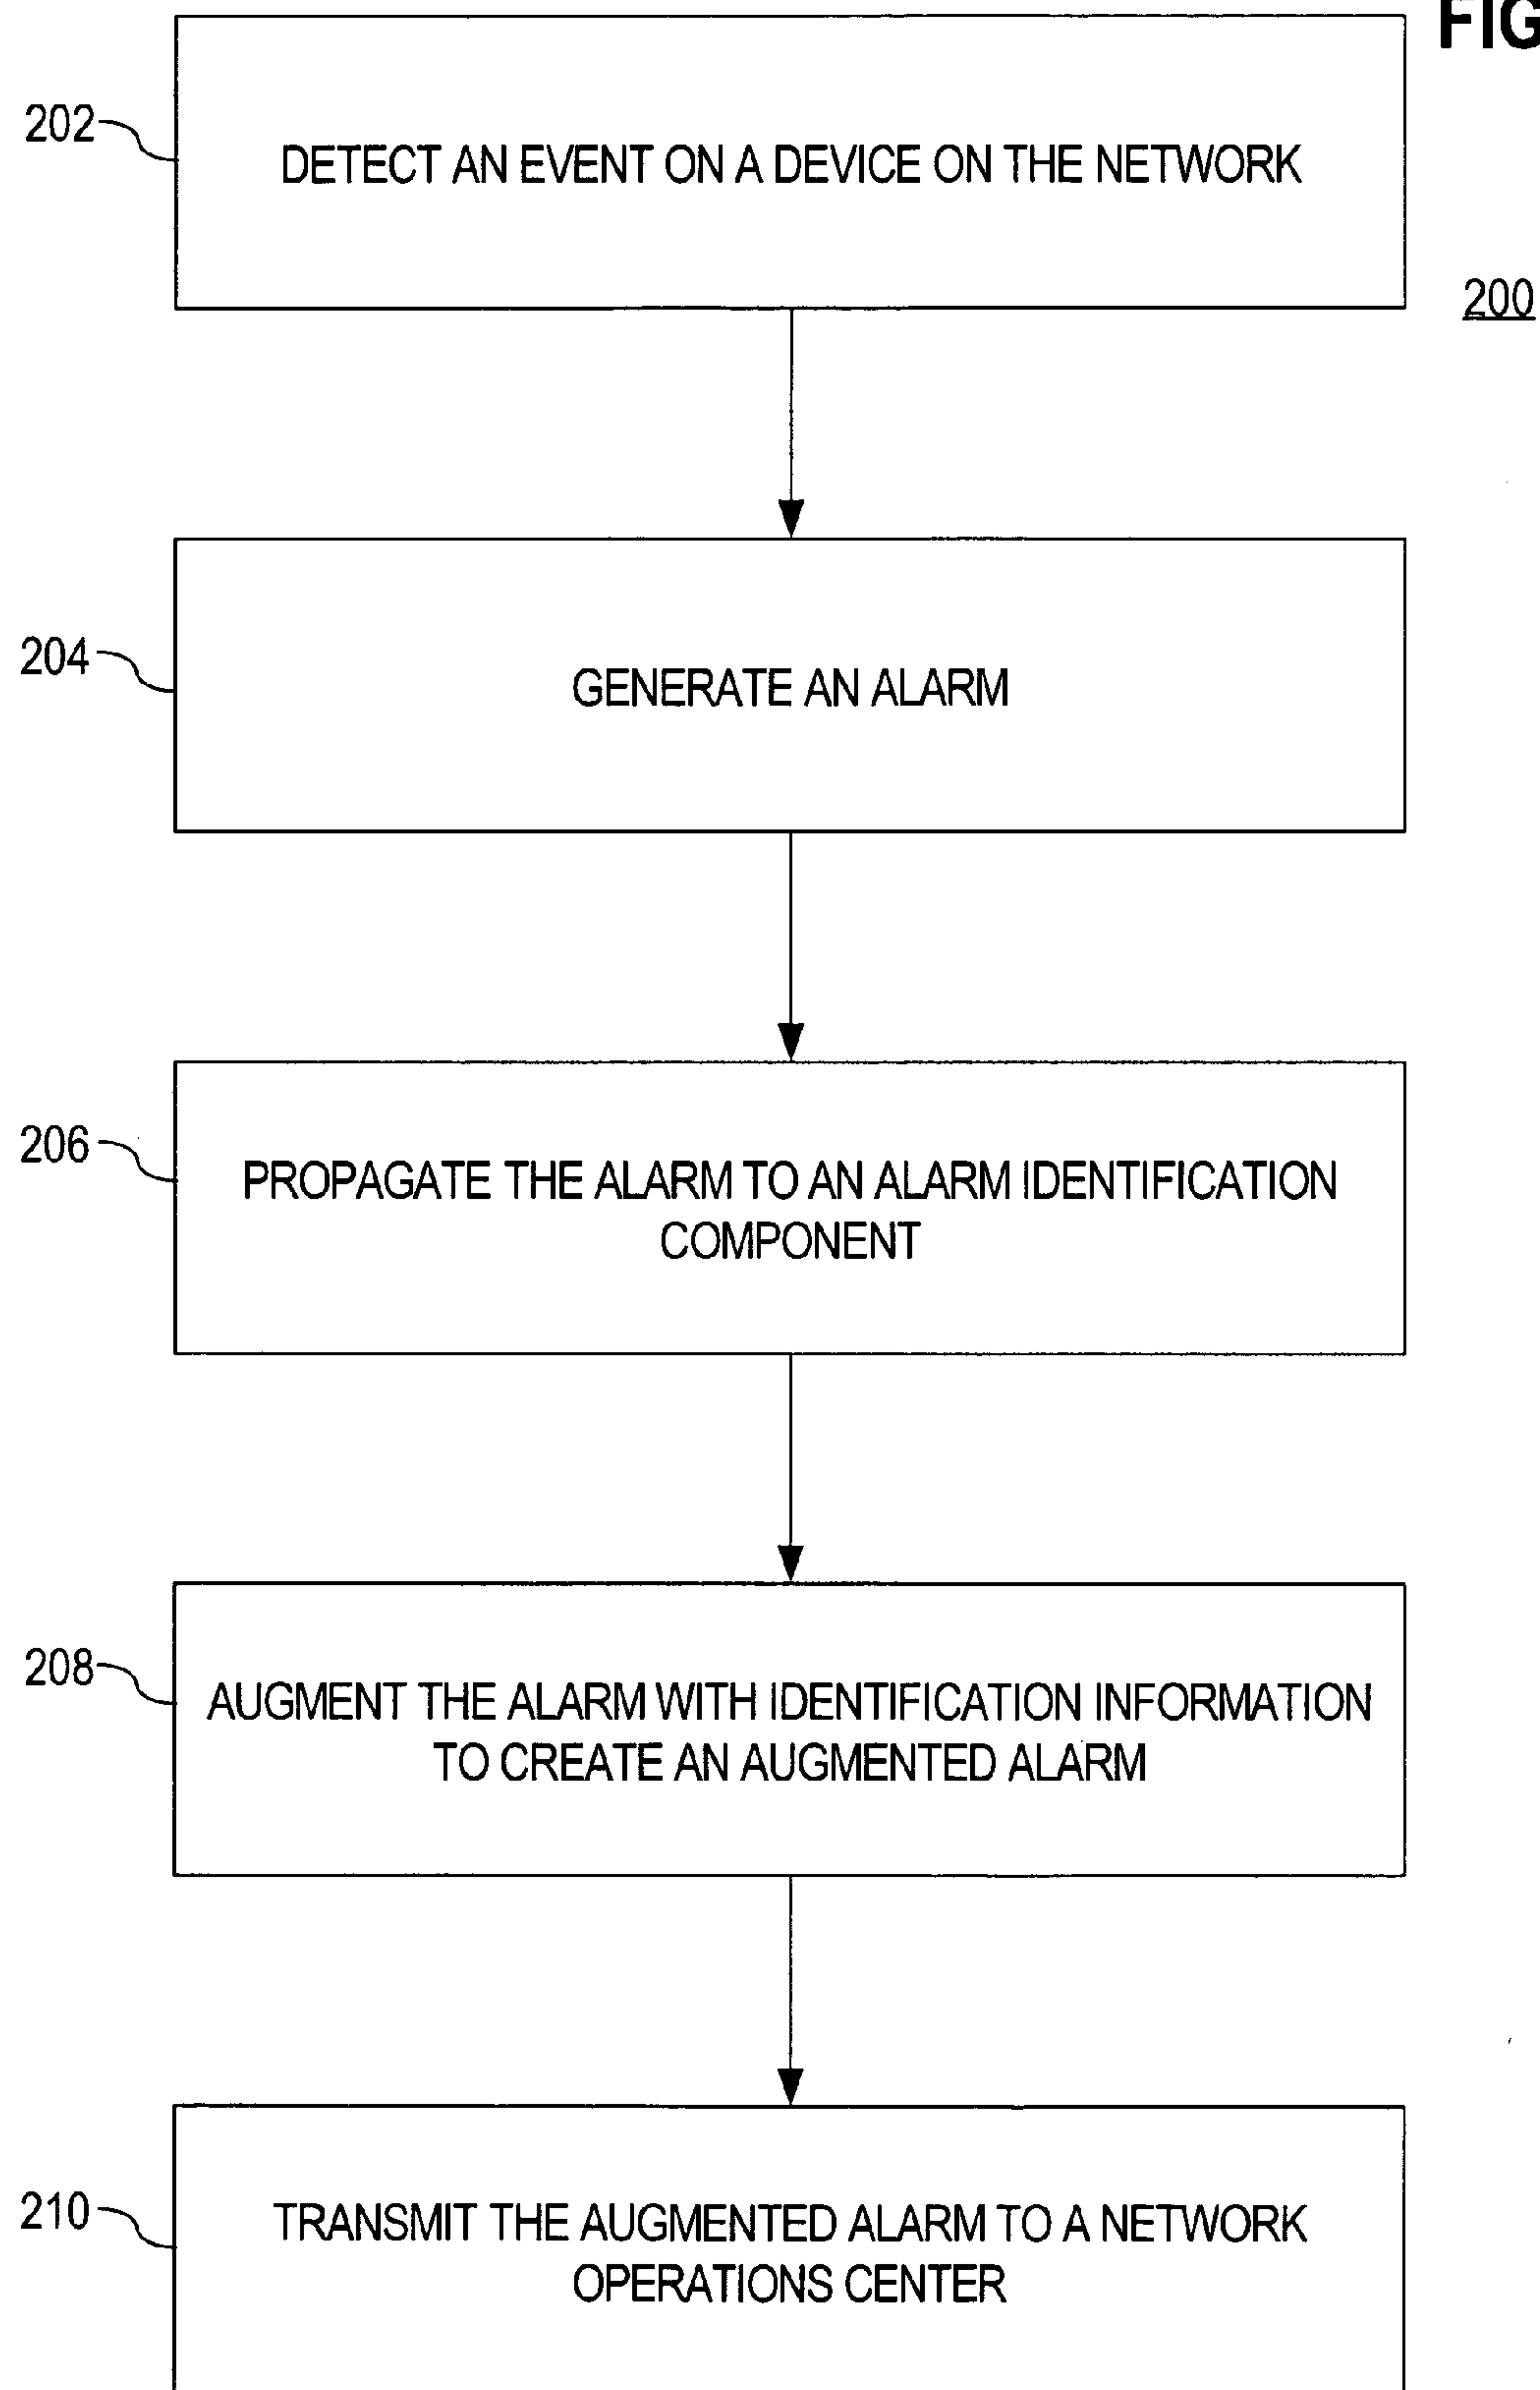 FIG
202
DETECT AN EVENT ON A DEVICE ON THE NETWORK
200
204
GENERATE AN ALARM
206
PROPAGATE THE ALARM TO AN ALARM IDENTIFICATION
COMPONENT
208
AUGMENT THE ALARM WITH IDENTIFICATION INFORMATION
TO CREATE AN AUGMENTED ALARM
210
TRANSMIT THE AUGMENTED ALARM TO A NETWORK
OPERATIONS CENTER